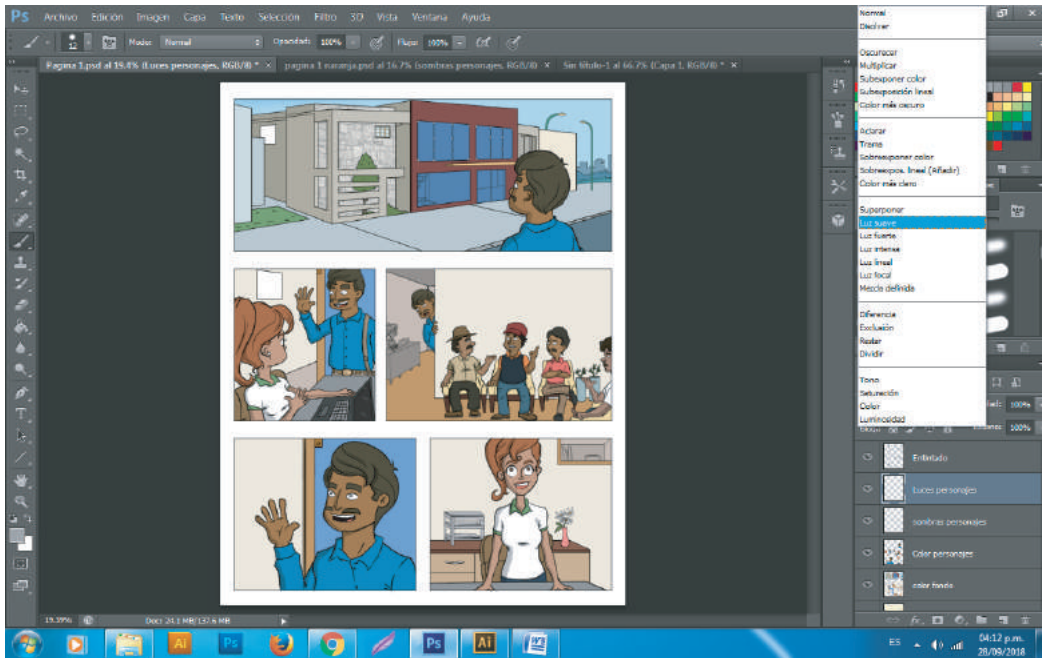 Ps Archivo Edición Imagen Capa Texto Selección Filtro 3D Vista Ventana Ayuda
12 Modo: Normal Opacidad: 100% Flujo: 100%
Pagina 1.psd al 19.4% (Luces personajes, RGB/8) * × pagina 1 naranja.psd al 16.7% (sombras personajes, RGB/8) × Sin título-1 al 66.7% (Capa 1, RGB/8) * ×
Normal
Disolver
Oscurecer
Multiplicar
Subexponer color
Subexposición lineal
Color más oscuro
Aclarar
Trama
Sobreexponer color
Sobreexpos. lineal (Añadir)
Color más claro
Superponer
Luz suave
Luz fuerte
Luz intensa
Luz lineal
Luz focal
Mezcla definida
Diferencia
Exclusión
Restar
Dividir
Tono
Saturación
Color
Luminosidad
100%
100%
Entintado
Luces personajes
sombras personajes
Color personajes
color fondo
19.39% Doc: 24.1 MB/137.6 MB
Ai Ps Ps Ai ES 04:12 p.m.
28/09/2018